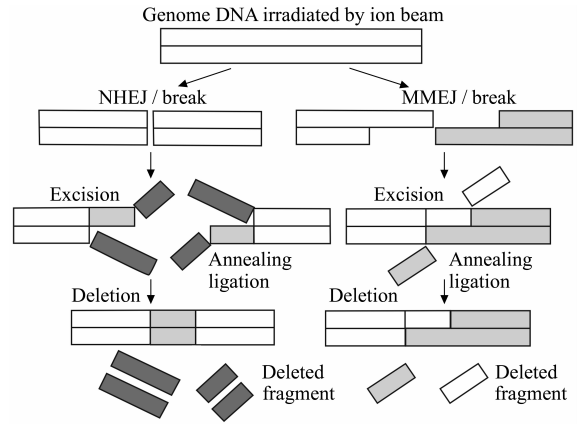 Genome DNA irradiated by ion beam
NHEJ / break
MMEJ / break
Excision
Excision
Annealing
ligation
Annealing
ligation
Deletion
Deletion
Deleted
fragment
Deleted
fragment